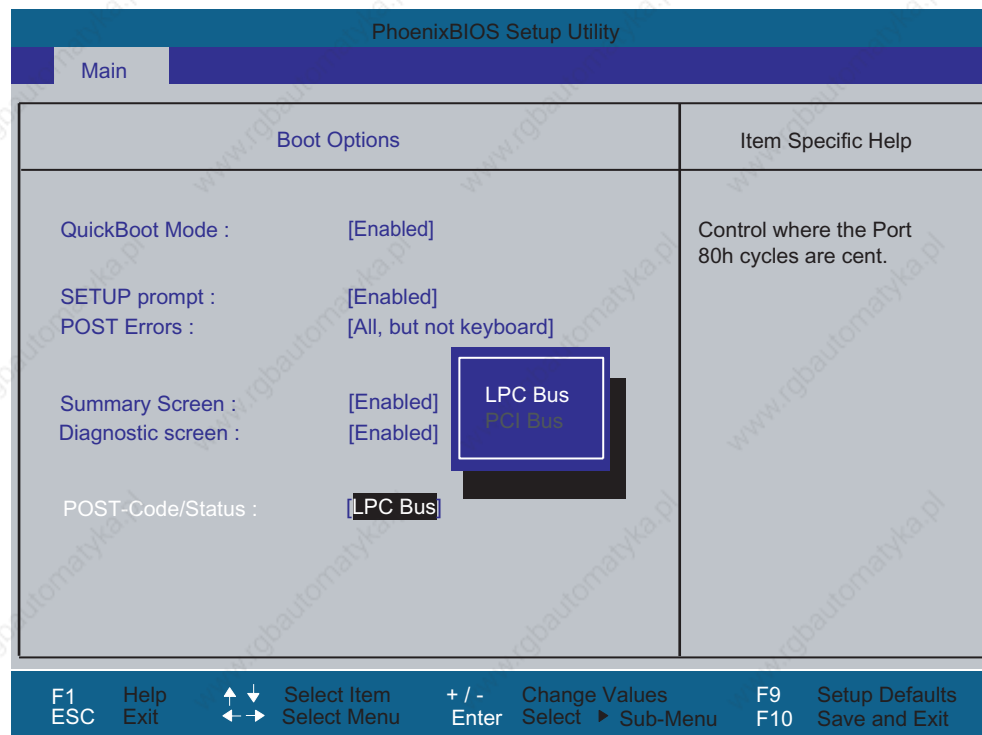 PhoenixBIOS Setup Utility
Main
Boot Options
Item Specific Help
QuickBoot Mode : [Enabled]
Control where the Port
80h cycles are cent.
SETUP prompt : [Enabled]
POST Errors : [All, but not keyboard]
Summary Screen : [Enabled]
Diagnostic screen : [Enabled]
LPC Bus
PCI Bus
POST-Code/Status : [LPC Bus]
F1 Help Select Item + / - Change Values F9 Setup Defaults
ESC Exit Select Menu Enter Select Sub-Menu F10 Save and Exit
www.rgbautomatyka.pl